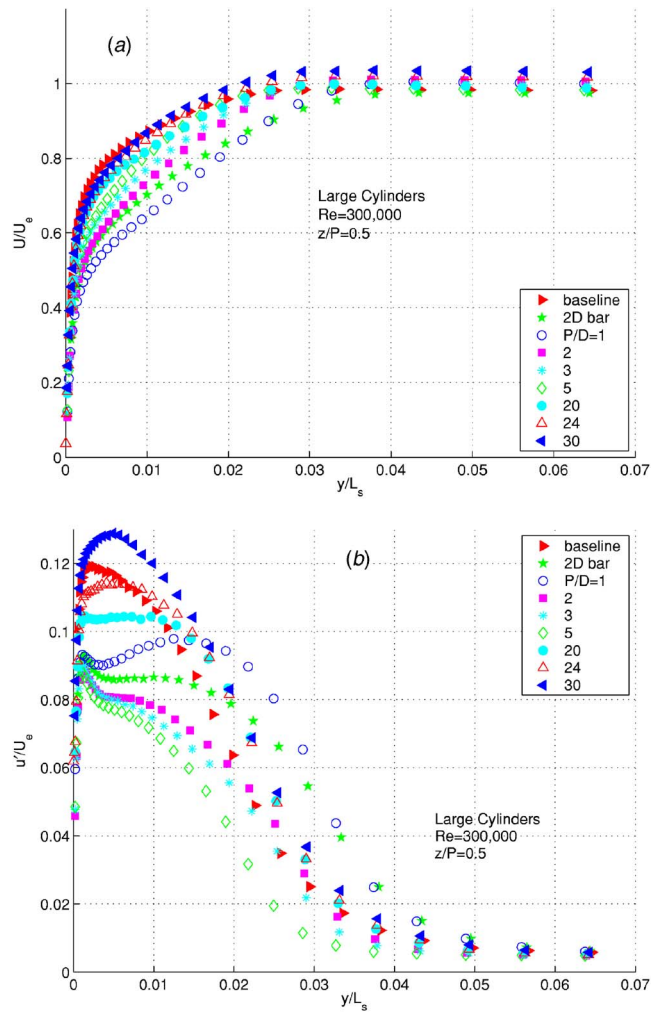 (a)
U/Ue
1
0.8
0.6
0.4
0.2
0
Large Cylinders
Re=300,000
z/P=0.5
baseline
2D bar
P/D=1
2
3
5
20
24
30
0 0.01 0.02 0.03 0.04 0.05 0.06 0.07
y/Ls
(b)
u'/Ue
0.12
0.1
0.08
0.06
0.04
0.02
0
baseline
2D bar
P/D=1
2
3
5
20
24
30
Large Cylinders
Re=300,000
z/P=0.5
0 0.01 0.02 0.03 0.04 0.05 0.06 0.07
y/Ls